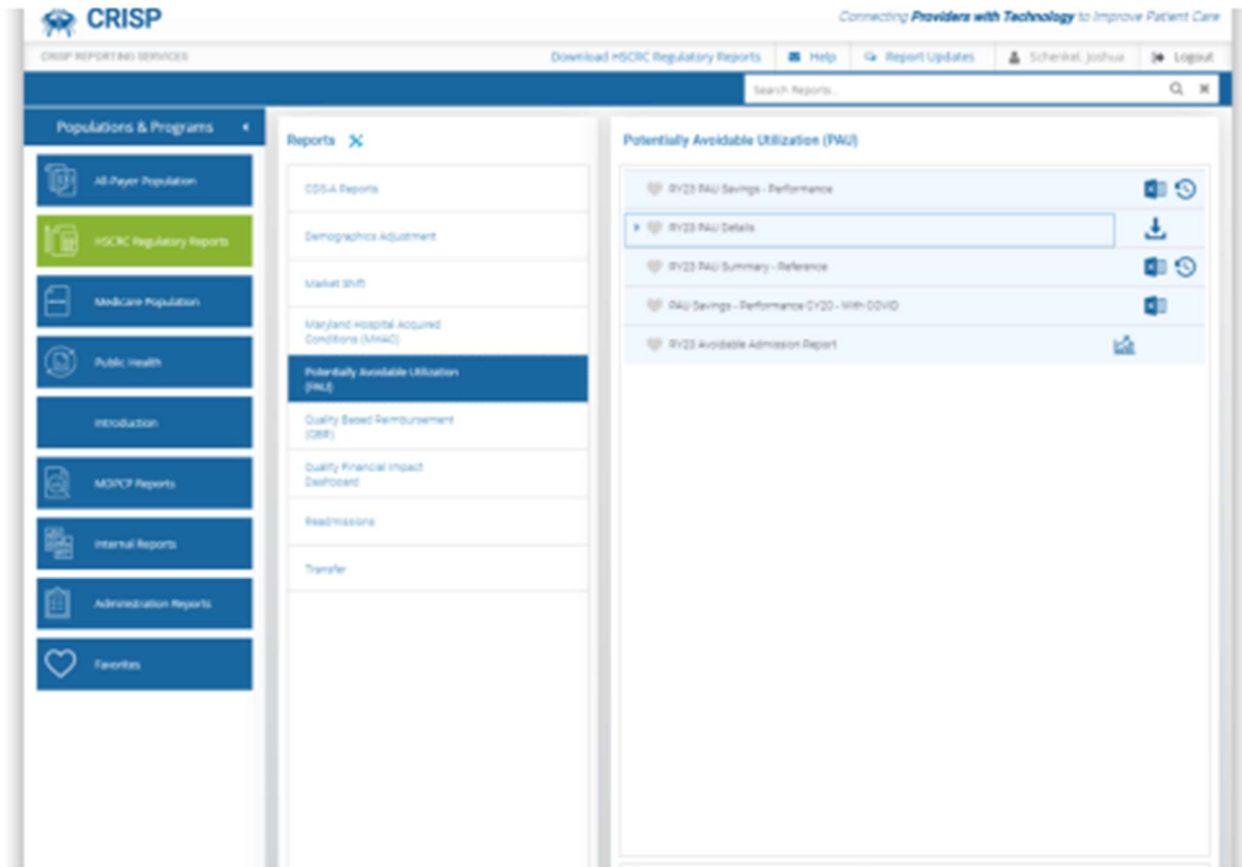 CRISP
Connecting Providers with Technology to Improve Patient Care
CRISP REPORTING SERVICES
Download HSCRC Regulatory Reports
Help
Report Updates
Schenkel, Joshua
Logout
Search Reports..
Populations & Programs
All-Payer Population
HSCRC Regulatory Reports
Medicare Population
Public Health
Introduction
MDPCP Reports
Internal Reports
Administration Reports
Favorites
Reports
CDS-A Reports
Demographics Adjustment
Market Shift
Maryland Hospital Acquired
Conditions (MHAC)
Potentially Avoidable Utilization
(PAU)
Quality Based Reimbursement
(QBR)
Quality Financial Impact
Dashboard
Readmissions
Transfer
Potentially Avoidable Utilization (PAU)
RY23 PAU Savings - Performance
RY23 PAU Details
RY23 PAU Summary - Reference
PAU Savings - Performance CY20 - With COVID
RY23 Avoidable Admission Report